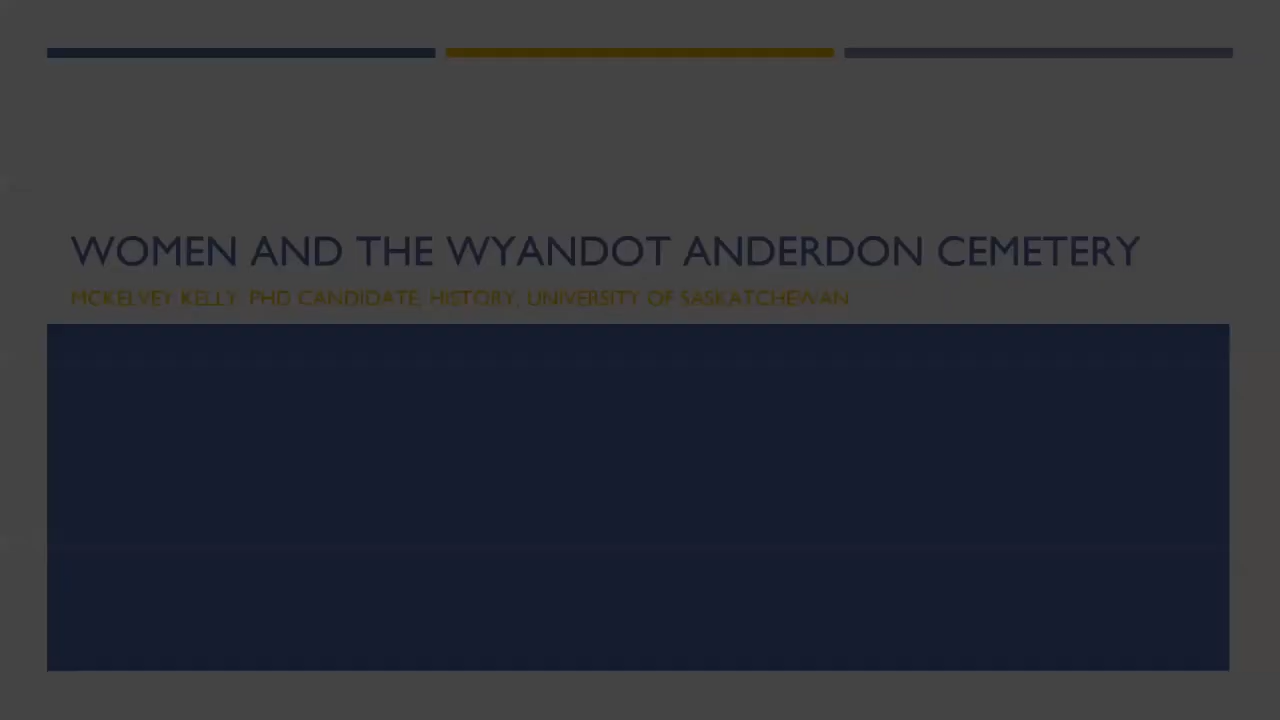 WOMEN AND THE WYANDOT ANDERDON CEMETERY
MCKELVEY KELLY, PHD CANDIDATE, HISTORY, UNIVERSITY OF SASKATCHEWAN